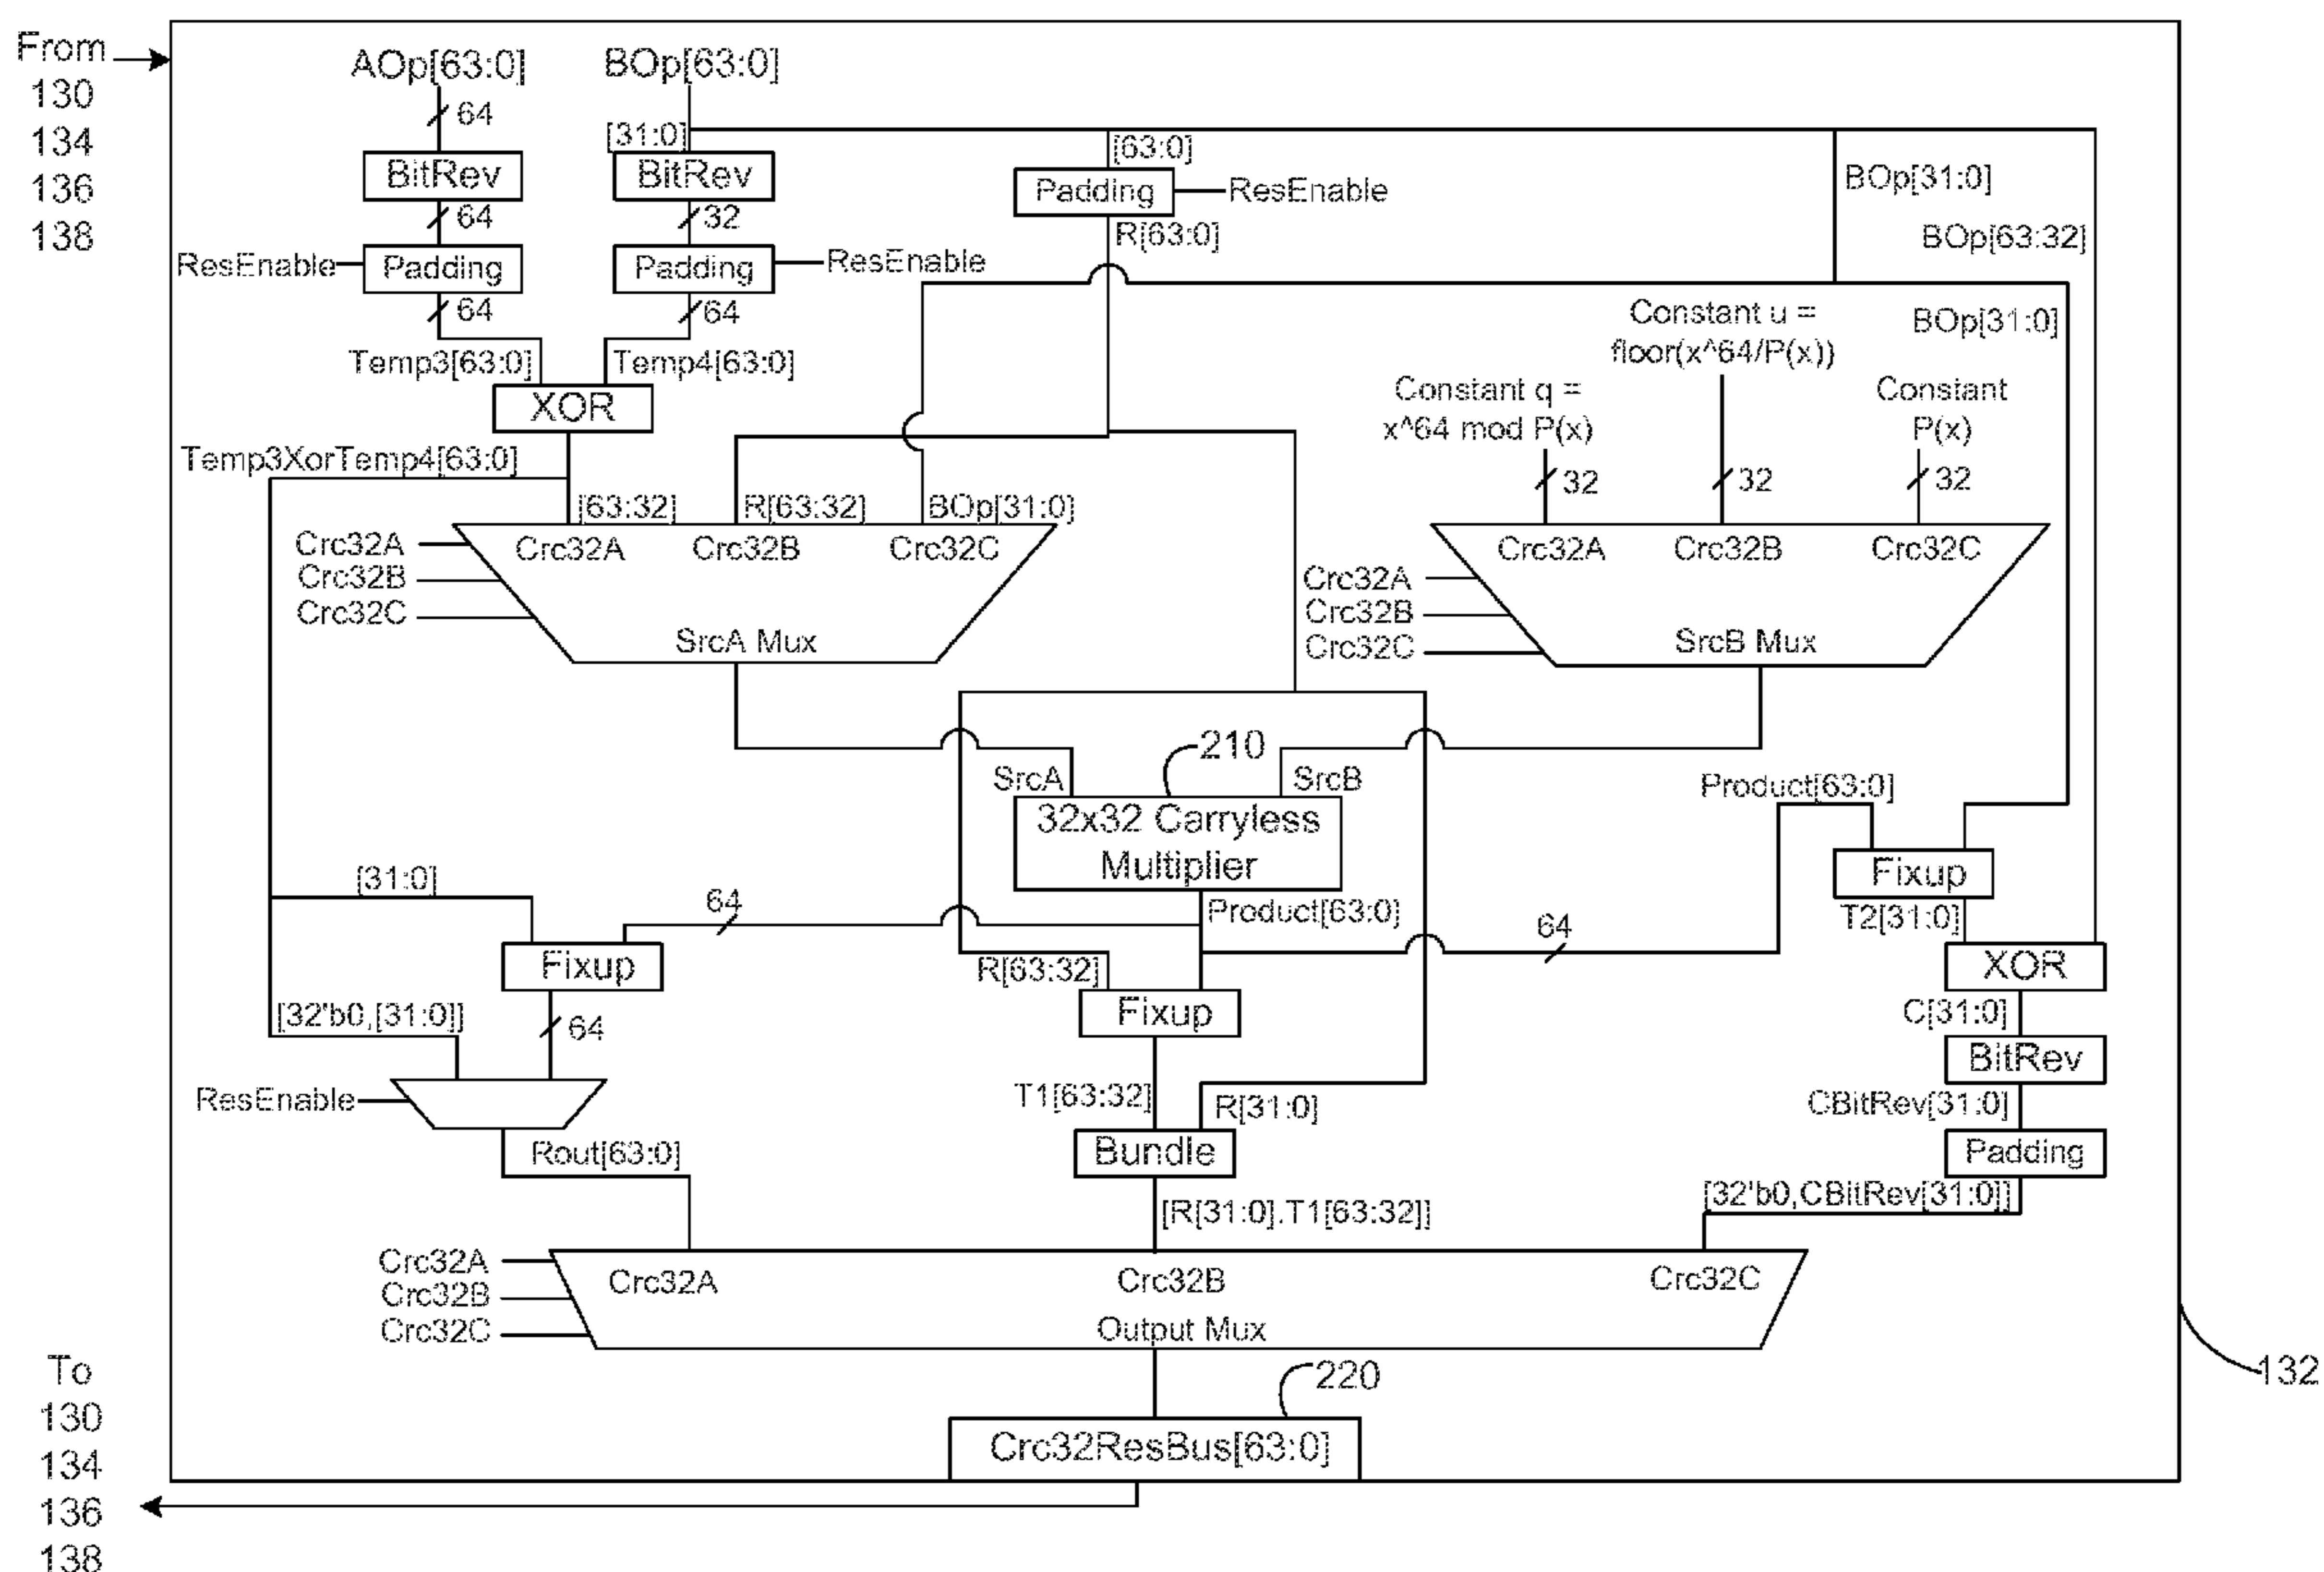 From
130
134
136
138
AOp[63:0]
BOp[63:0]
64
[31:0]
[63:0]
BitRev
BitRev
Padding
ResEnable
BOp[31:0]
64
32
R[63:0]
BOp[63:32]
ResEnable
Padding
Padding
ResEnable
64
64
Constant u =
floor(x^64/P(x))
BOp[31:0]
Temp3[63:0]
Temp4[63:0]
XOR
Constant q =
x^64 mod P(x)
Constant
P(x)
Temp3XorTemp4[63:0]
32
32
32
[63:32]
R[63:32]
BOp[31:0]
Crc32A
Crc32B
Crc32C
Crc32A
Crc32B
Crc32C
SrcA Mux
Crc32A
Crc32B
Crc32C
Crc32A
Crc32B
Crc32C
SrcB Mux
210
SrcA
SrcB
32x32 Carryless
Multiplier
Product[63:0]
Product[63:0]
Fixup
T2[31:0]
[31:0]
64
64
Fixup
R[63:32]
XOR
[32'b0,[31:0]]
64
Fixup
C[31:0]
BitRev
ResEnable
T1[63:32]
R[31:0]
CBitRev[31:0]
Rout[63:0]
Bundle
Padding
[R[31:0].T1[63:32]]
[32'b0,CBitRev[31:0]]
Crc32A
Crc32B
Crc32C
Crc32A
Crc32B
Crc32C
Output Mux
220
132
Crc32ResBus[63:0]
To
130
134
136
138